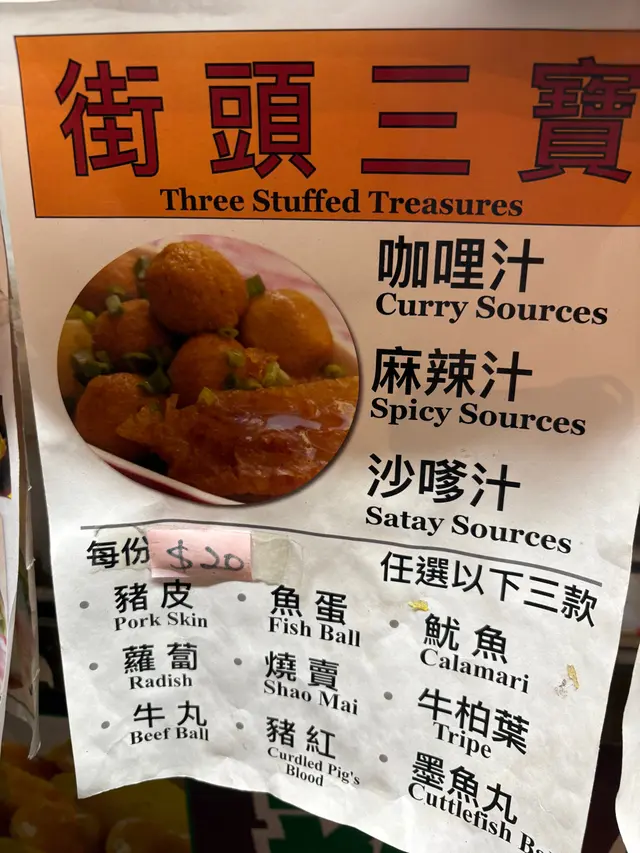 街頭三寶
Three Stuffed Treasures
咖哩汁
Curry Sources
麻辣汁
Spicy Sources
沙嗲汁
Satay Sources
每份 $20
任選以下三款
豬皮
Pork Skin
魚蛋
Fish Ball
魷魚
Calamari
蘿蔔
Radish
燒賣
Shao Mai
牛柏葉
Tripe
牛丸
Beef Ball
豬紅
Curdled Pig's
Blood
墨魚丸
Cuttlefish